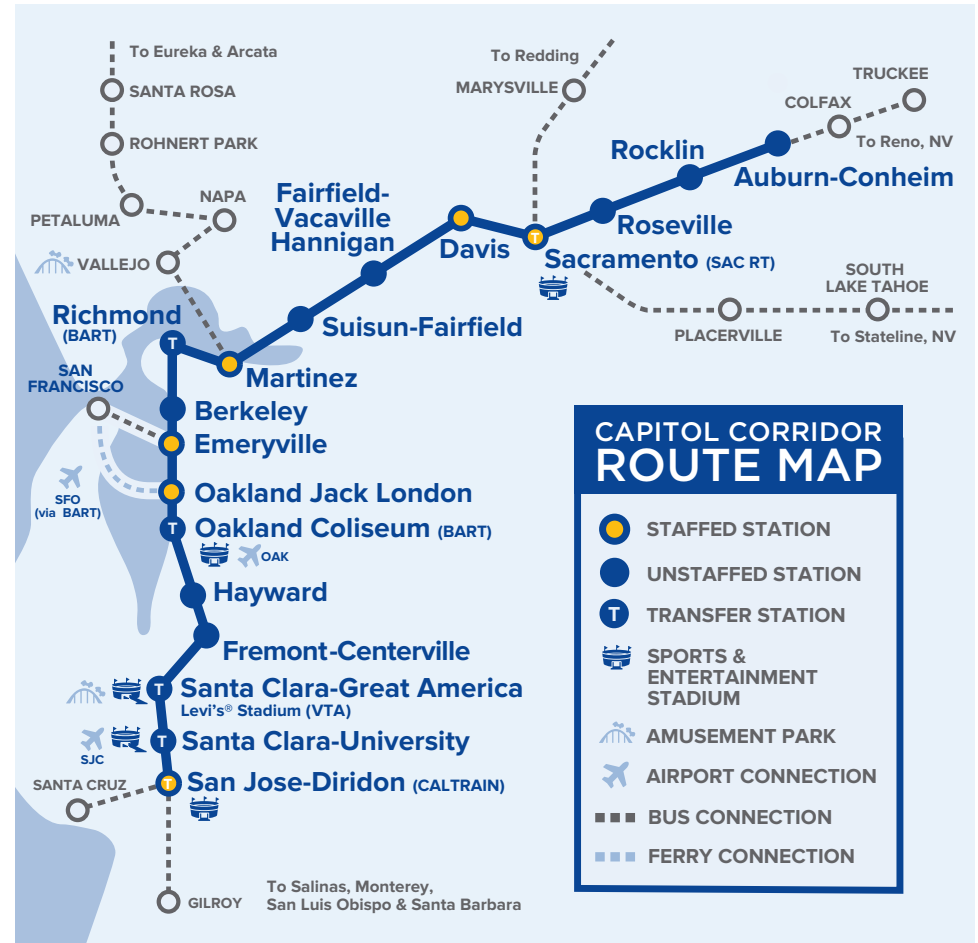 To Eureka & Arcata
SANTA ROSA
ROHNERT PARK
PETALUMA
NAPA
VALLEJO
To Redding
MARYSVILLE
TRUCKEE
COLFAX
To Reno, NV
Rocklin
Auburn-Conheim
Roseville
Fairfield-
Vacaville
Hannigan
Davis
T
Sacramento (SAC RT)
SOUTH
LAKE TAHOE
PLACERVILLE
To Stateline, NV
Suisun-Fairfield
Richmond
(BART)
T
Martinez
SAN
FRANCISCO
Berkeley
Emeryville
SFO
(via BART)
Oakland Jack London
T
Oakland Coliseum (BART)
OAK
Hayward
Fremont-Centerville
T
Santa Clara-Great America
Levi's® Stadium (VTA)
T
Santa Clara-University
SJC
SANTA CRUZ
T
San Jose-Diridon (CALTRAIN)
GILROY
To Salinas, Monterey,
San Luis Obispo & Santa Barbara
CAPITOL CORRIDOR
ROUTE MAP
STAFFED STATION
UNSTAFFED STATION
T
TRANSFER STATION
SPORTS &
ENTERTAINMENT
STADIUM
AMUSEMENT PARK
AIRPORT CONNECTION
BUS CONNECTION
FERRY CONNECTION